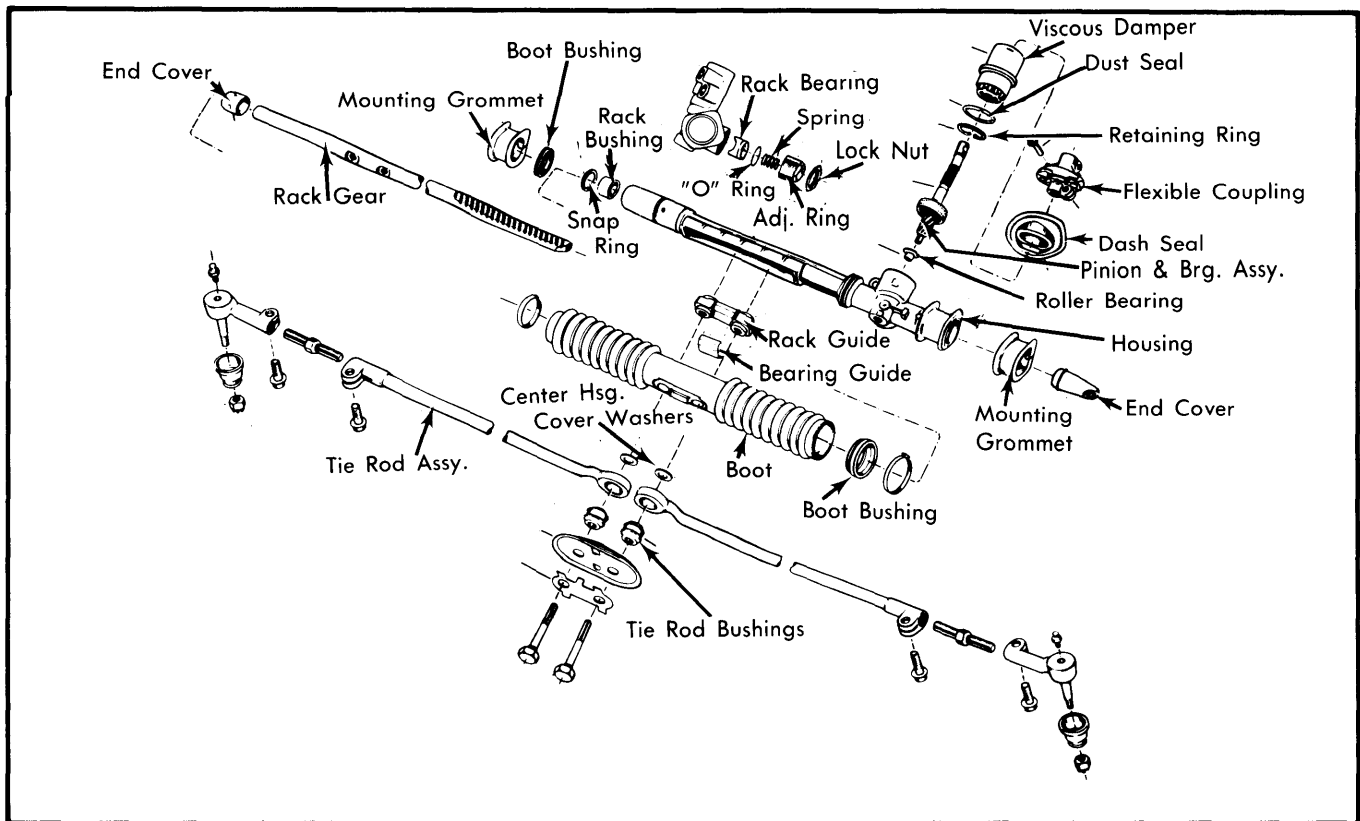 Viscous Damper
Boot Bushing
Dust Seal
End Cover
Mounting Grommet
Rack Bearing
Rack
Bushing
Spring
Retaining Ring
Lock Nut
"O" Ring
Flexible Coupling
Rack Gear
Adj. Ring
Snap
Ring
Dash Seal
Pinion & Brg. Assy.
Roller Bearing
Rack Guide
Housing
Bearing Guide
Center Hsg.
Cover Washers
End Cover
Mounting
Grommet
Tie Rod Assy.
Boot
Boot Bushing
Tie Rod Bushings